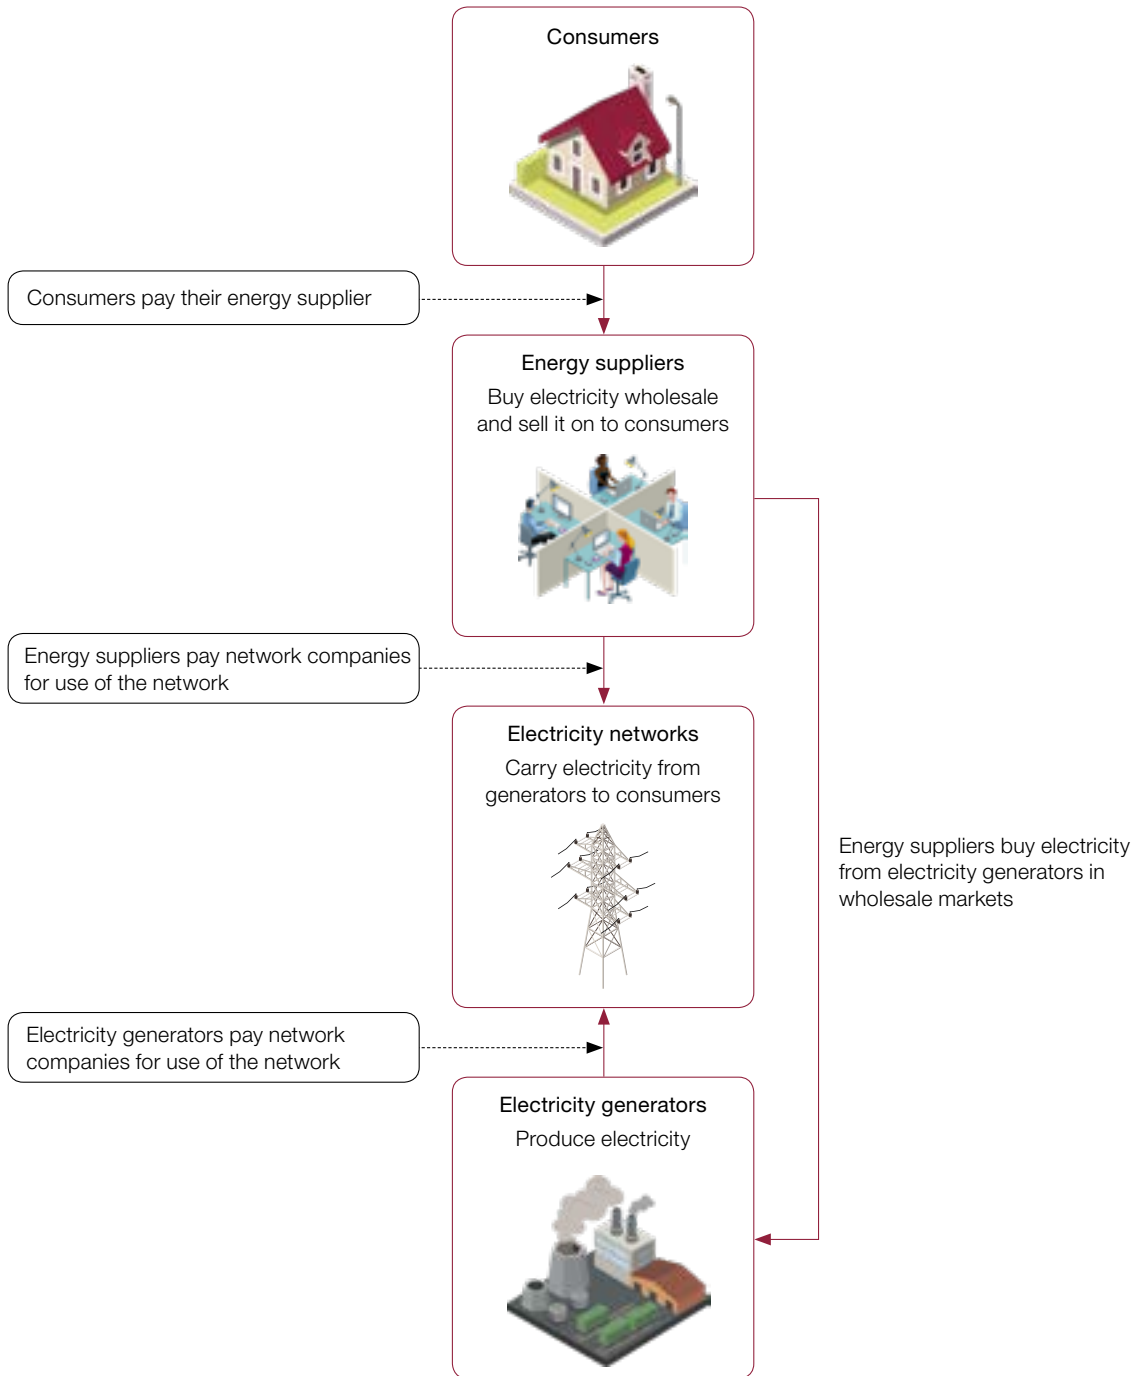 Consumers
Consumers pay their energy supplier
Energy suppliers
Buy electricity wholesale
and sell it on to consumers
Energy suppliers pay network companies
for use of the network
Electricity networks
Carry electricity from
generators to consumers
Energy suppliers buy electricity
from electricity generators in
wholesale markets
Electricity generators pay network
companies for use of the network
Electricity generators
Produce electricity